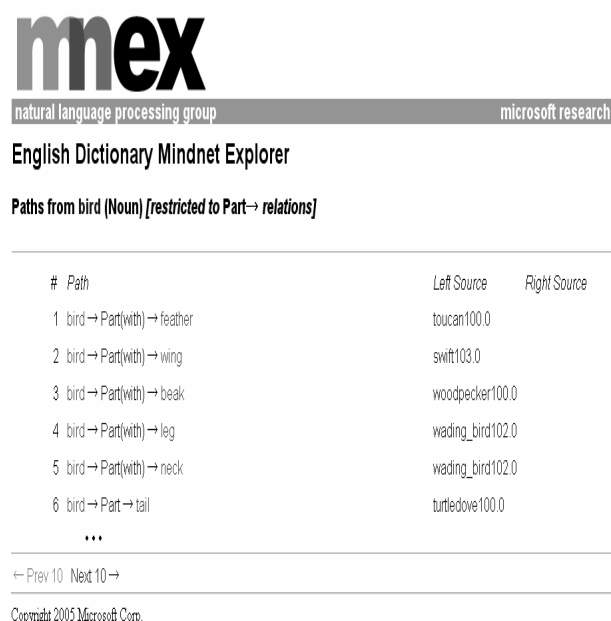 mnex
natural language processing group microsoft research
English Dictionary Mindnet Explorer
Paths from bird (Noun) [restricted to Part→ relations]
# Path Left Source Right Source
1 bird→Part(with)→feather toucan100.0
2 bird→Part(with)→wing swift103.0
3 bird→Part(with)→beak woodpecker100.0
4 bird→Part(with)→leg wading_bird102.0
5 bird→Part(with)→neck wading_bird102.0
6 bird→Part→tail turtledove100.0
•••
←Prev 10 Next 10→
Copyright 2005 Microsoft Corp.